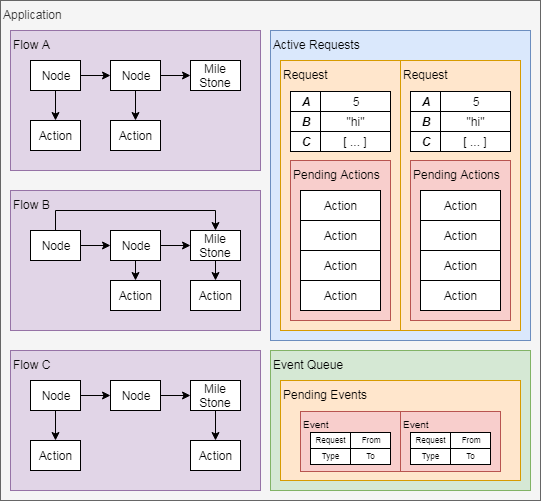 Application
Flow A
Node
Node
Mile
Stone
Action
Action
Flow B
Node
Node
Mile
Stone
Action
Action
Flow C
Node
Node
Mile
Stone
Action
Action
Active Requests
Request
A 5
B "hi"
C [ ... ]
Pending Actions
Action
Action
Action
Action
Request
A 5
B "hi"
C [ ... ]
Pending Actions
Action
Action
Action
Action
Event Queue
Pending Events
Event
Request From
Type To
Event
Request From
Type To